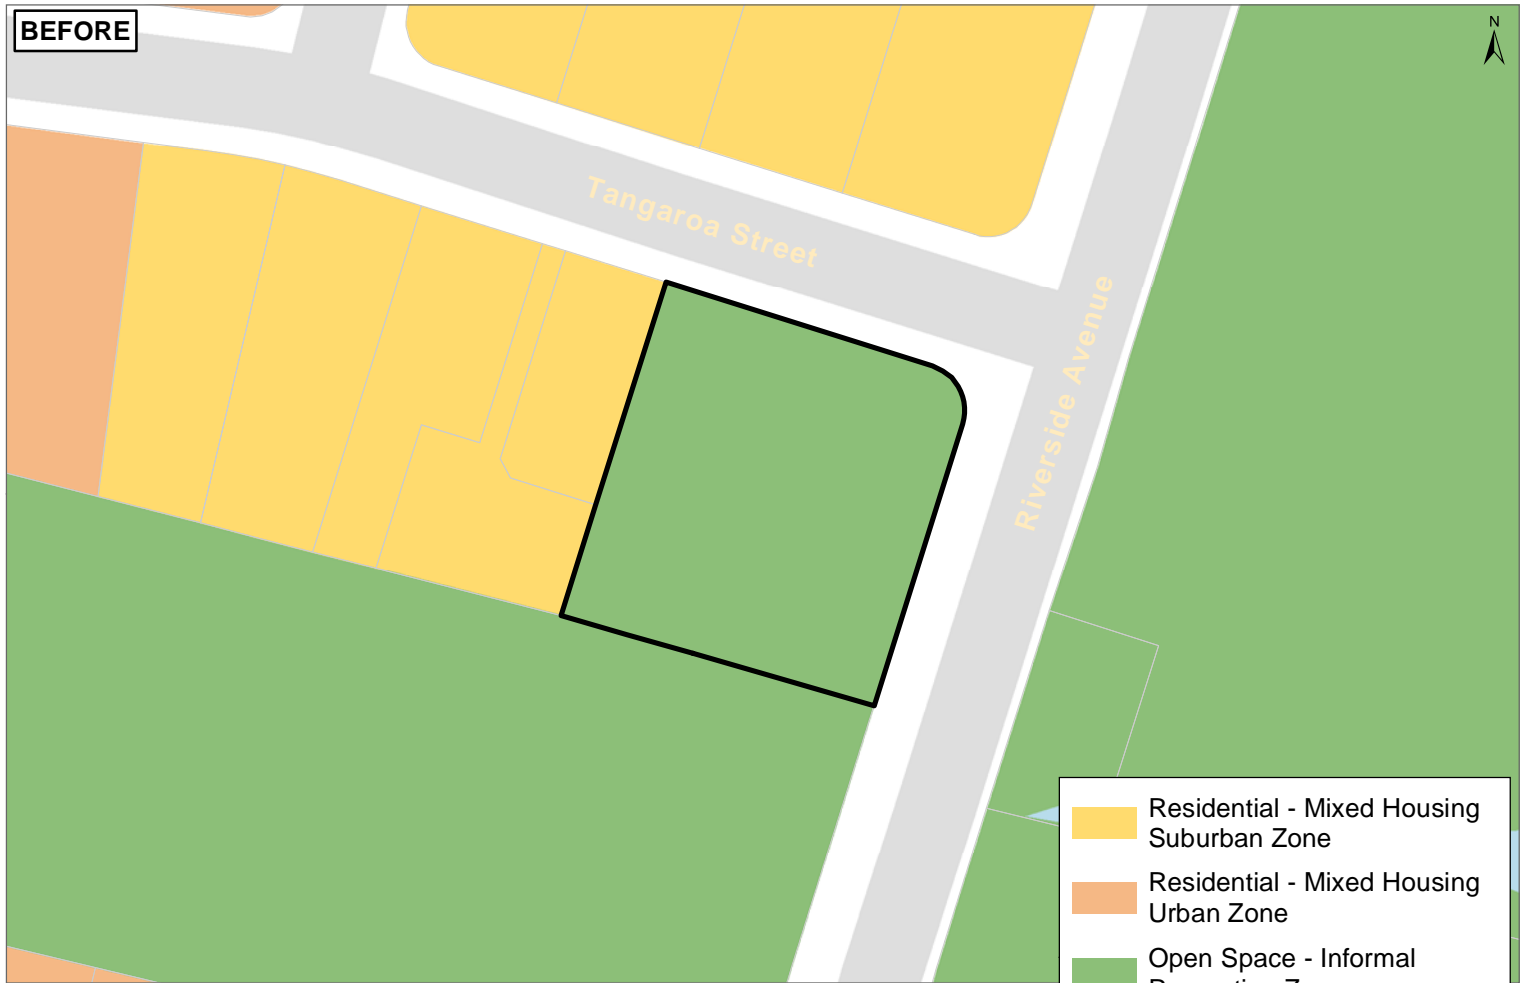 BEFORE
N
Tangaroa Street
Riverside Avenue
Residential - Mixed Housing
Suburban Zone
Residential - Mixed Housing
Urban Zone
Open Space - Informal